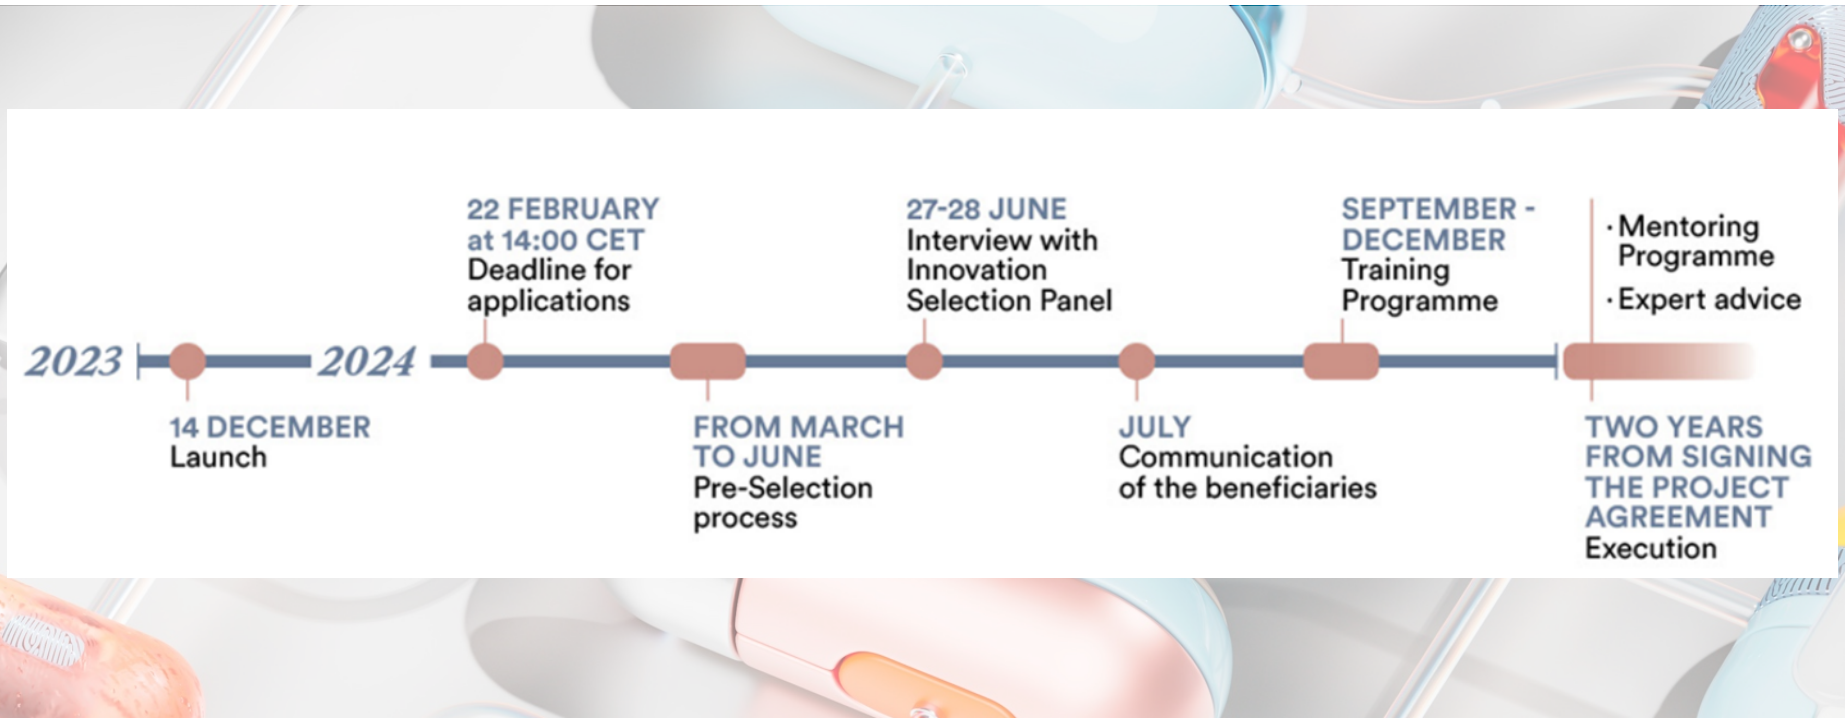 2023
14 DECEMBER
Launch
2024
22 FEBRUARY
at 14:00 CET
Deadline for
applications
FROM MARCH
TO JUNE
Pre-Selection
process
27-28 JUNE
Interview with
Innovation
Selection Panel
JULY
Communication
of the beneficiaries
SEPTEMBER -
DECEMBER
Training
Programme
· Mentoring
Programme
· Expert advice
TWO YEARS
FROM SIGNING
THE PROJECT
AGREEMENT
Execution